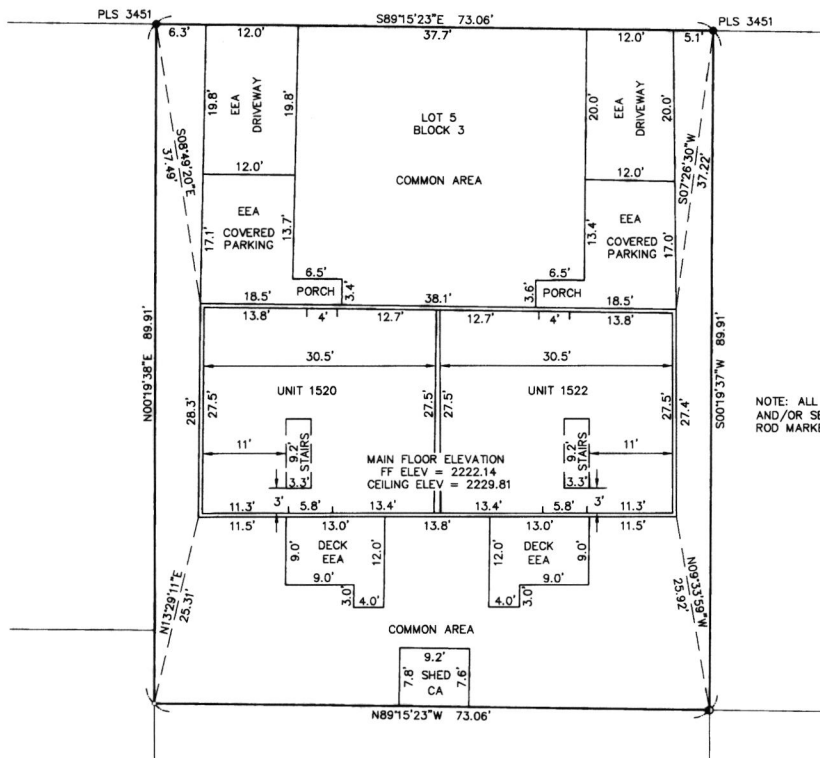 PLS 3451
S89°15'23"E 73.06'
PLS 3451
6.3'
12.0'
37.7'
12.0'
5.1'
19.8'
EEA
DRIVEWAY
19.8'
LOT 5
BLOCK 3
20.0'
EEA
DRIVEWAY
20.0'
S08°49'20"E
37.49'
S07°26'30"W
37.22'
12.0'
COMMON AREA
12.0'
EEA
COVERED
PARKING
17.1'
13.7'
EEA
COVERED
PARKING
13.4'
17.0'
6.5'
PORCH
3.4'
6.5'
3.6'
PORCH
18.5'
38.1'
18.5'
13.8'
4'
12.7'
12.7'
4'
13.8'
30.5'
30.5'
N00°19'38"E 89.91'
S00°19'37"W 89.91'
UNIT 1520
UNIT 1522
28.3'
27.5'
27.5'
27.5'
27.5'
27.4'
NOTE: ALL
AND/OR SE
ROD MARKE
11'
9.2'
STAIRS
3.3'
9.2'
STAIRS
3.3'
11'
MAIN FLOOR ELEVATION
FF ELEV = 2222.14
CEILING ELEV = 2229.81
3'
3'
11.3'
5.8'
13.4'
13.4'
5.8'
11.3'
11.5'
13.0'
13.8'
13.0'
11.5'
9.0'
DECK
EEA
12.0'
12.0'
DECK
EEA
9.0'
9.0'
3.0'
4.0'
9.0'
3.0'
4.0'
N13°29'11"E
25.31'
N09°33'59"W
25.92'
COMMON AREA
9.2'
7.8'
SHED
CA
7.6'
N89°15'23"W 73.06'